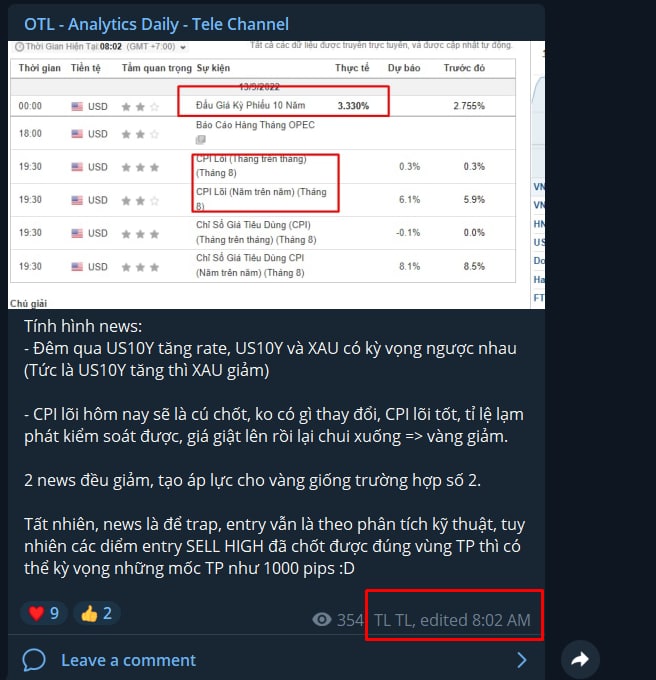 OTL - Analytics Daily - Tele Channel
Thời Gian Hiện Tại: 08:02 (GMT +7:00)
Tất cả các dữ liệu được truyền trực tuyến, và được cập nhật tự động.
Thời gian Tiền tệ Tầm quan trọng Sự kiện Thực tế Dự báo Trước đó
13/9/2022
00:00 USD Đấu Giá Kỳ Phiếu 10 Năm 3.330% 2.755%
18:00 USD Báo Cáo Hàng Tháng OPEC
19:30 USD CPI Lõi (Tháng trên tháng) 0.3% 0.3%
(Tháng 8)
19:30 USD CPI Lõi (Năm trên năm) (Tháng 6.1% 5.9%
8)
19:30 USD Chỉ Số Giá Tiêu Dùng (CPI) -0.1% 0.0%
(Tháng trên tháng) (Tháng 8)
19:30 USD Chỉ Số Giá Tiêu Dùng CPI 8.1% 8.5%
(Năm trên năm) (Tháng 8)
Chú giải
1
VN
VN
HN
US
Do
Ha
FT
Tính hình news:
- Đêm qua US10Y tăng rate, US10Y và XAU có kỳ vọng ngược nhau
(Tức là US10Y tăng thì XAU giảm)
- CPI lõi hôm nay sẽ là cú chốt, ko có gì thay đổi, CPI lõi tốt, tỉ lệ lạm
phát kiểm soát được, giá giật lên rồi lại chui xuống => vàng giảm.
2 news đều giảm, tạo áp lực cho vàng giống trường hợp số 2.
Tất nhiên, news là để trap, entry vẫn là theo phân tích kỹ thuật, tuy
nhiên các diểm entry SELL HIGH đã chốt được đúng vùng TP thì có
thể kỳ vọng những mốc TP như 1000 pips :D
9 2 354 TL TL, edited 8:02 AM
Leave a comment